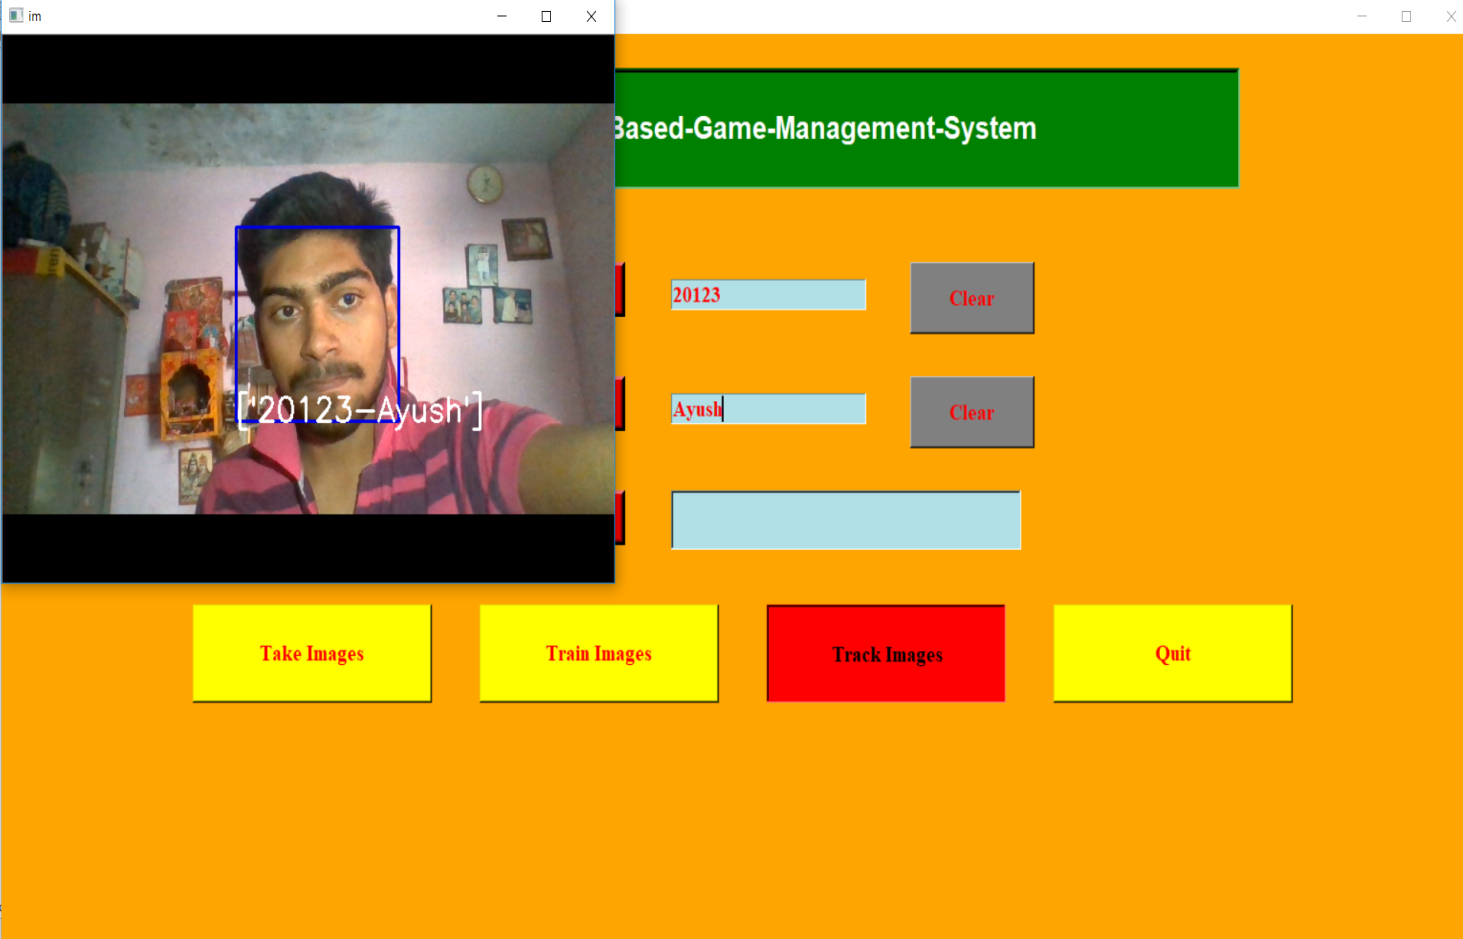 im
Based-Game-Management-System
20123
Clear
['20123-Ayush']
Ayush
Clear
Take Images
Train Images
Track Images
Quit